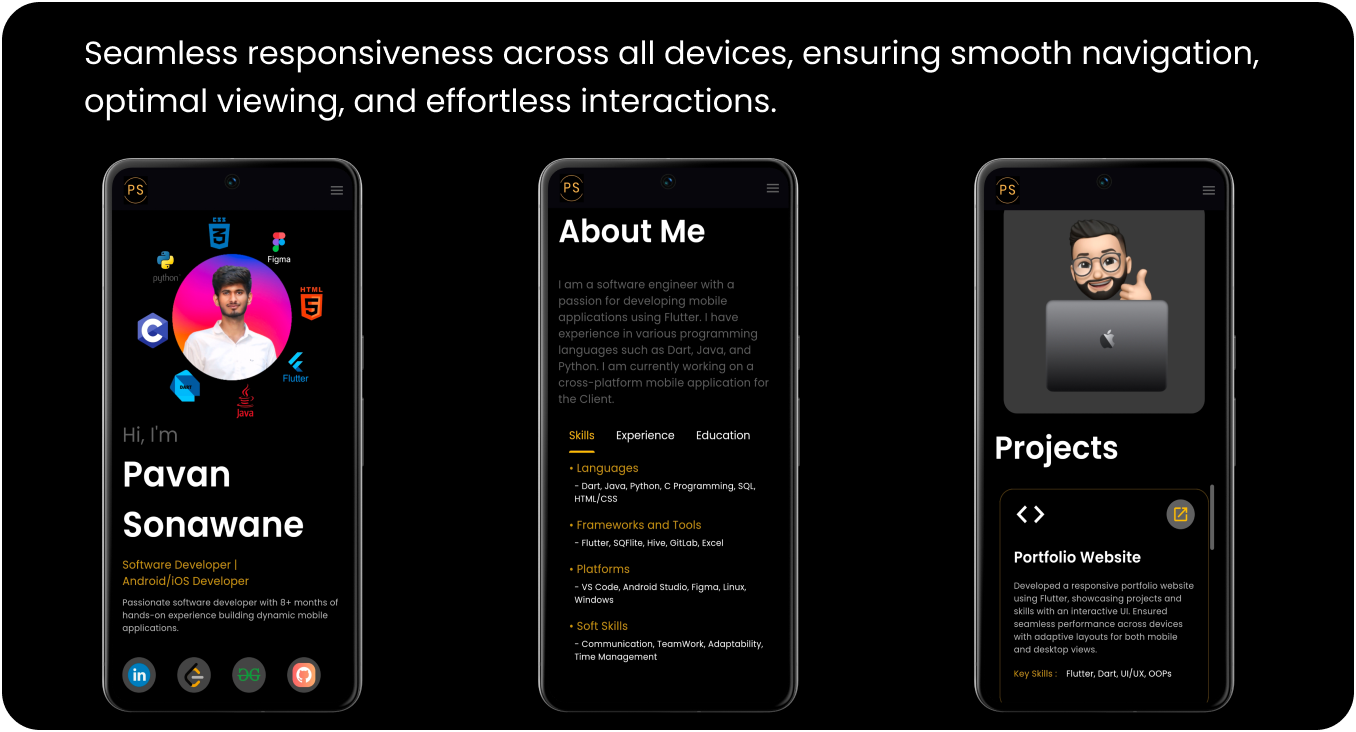 Seamless responsiveness across all devices, ensuring smooth navigation,
optimal viewing, and effortless interactions.
PS
CSS
3
Figma
python
HTML
5
C
Flutter
DART
Java
Hi, I'm
Pavan
Sonawane
Software Developer |
Android/iOS Developer
Passionate software developer with 8+ months of
hands-on experience building dynamic mobile
applications.
in
PS
About Me
I am a software engineer with a
passion for developing mobile
applications using Flutter. I have
experience in various programming
languages such as Dart, Java, and
Python. I am currently working on a
cross-platform mobile application for
the Client.
Skills Experience Education
• Languages
- Dart, Java, Python, C Programming, SQL,
HTML/CSS
• Frameworks and Tools
- Flutter, SQFlite, Hive, GitLab, Excel
• Platforms
- VS Code, Android Studio, Figma, Linux,
Windows
• Soft Skills
- Communication, TeamWork, Adaptability,
Time Management
PS
Projects
Portfolio Website
Developed a responsive portfolio website
using Flutter, showcasing projects and
skills with an interactive UI. Ensured
seamless performance across devices
with adaptive layouts for both mobile
and desktop views.
Key Skills : Flutter, Dart, UI/UX, OOPs